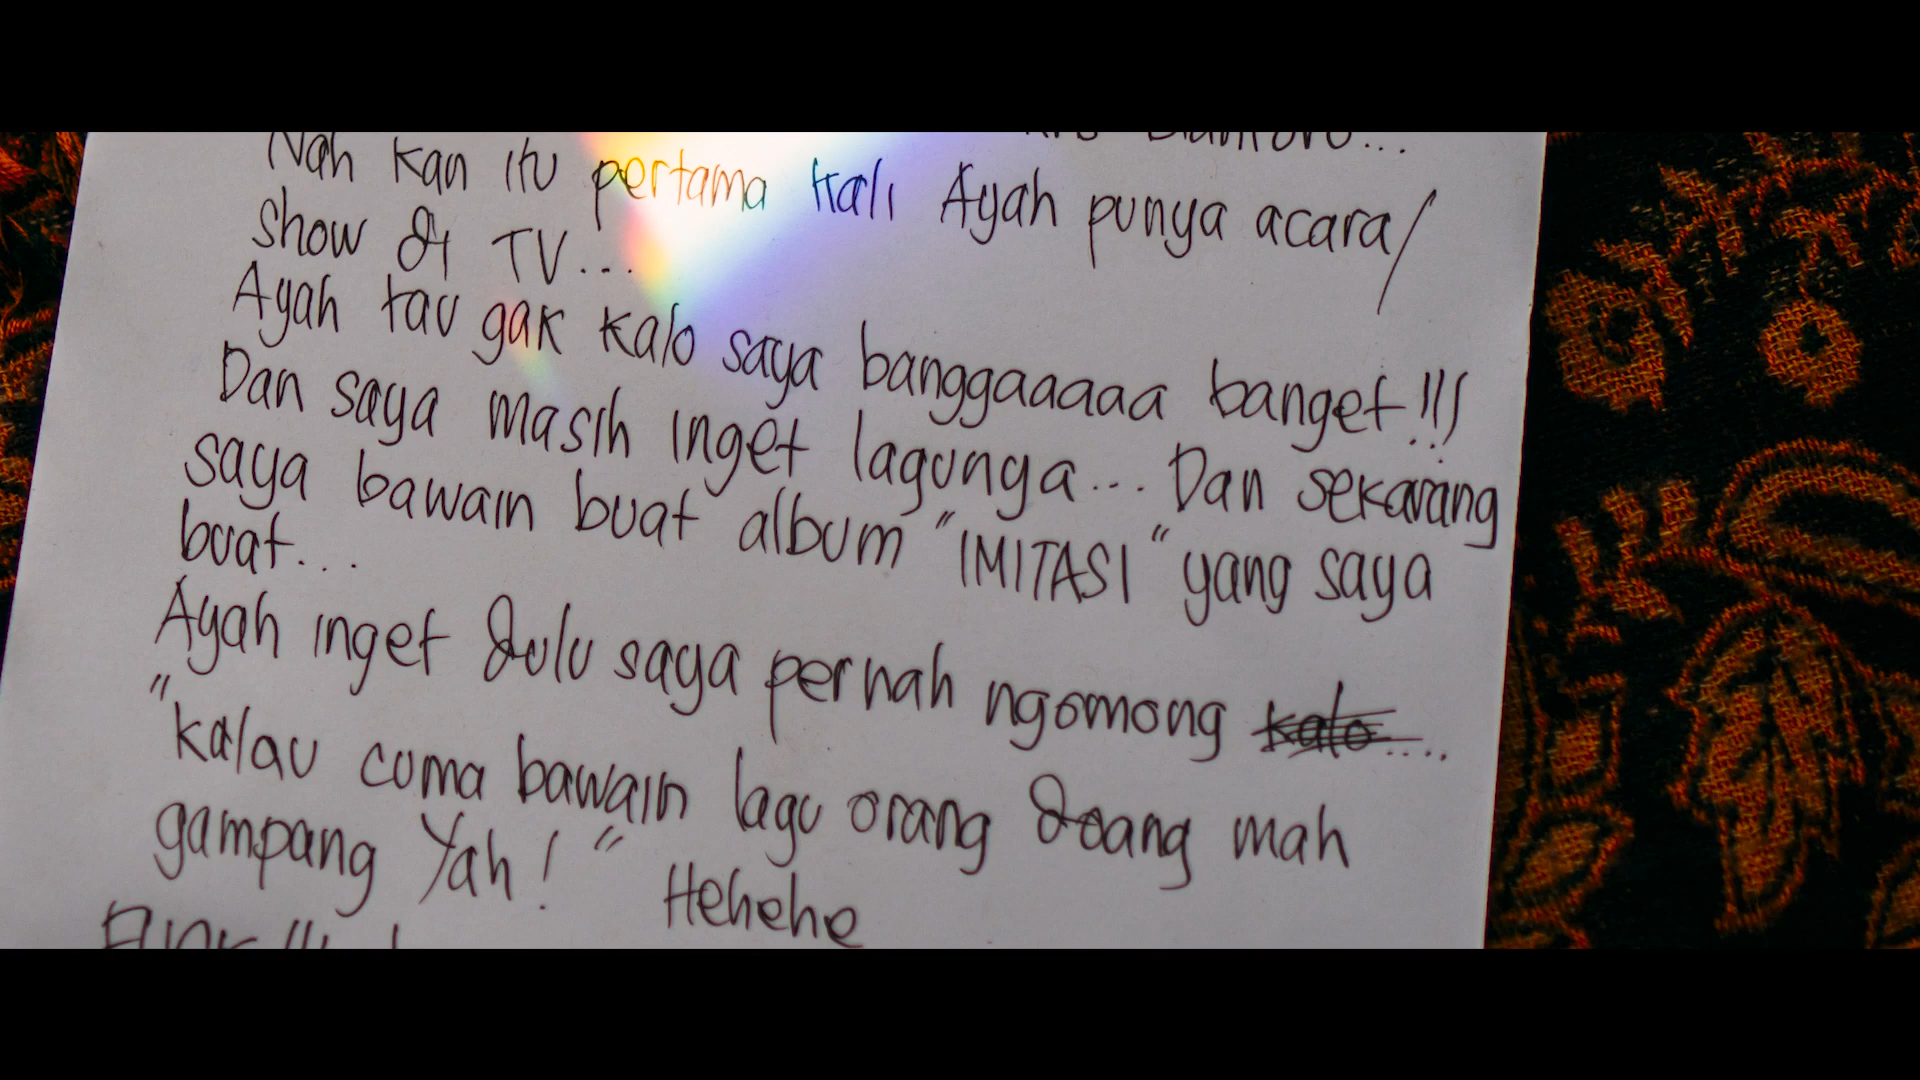 Nah kan itu pertama kali Ayah punya acara/
show di TV...
Ayah tau gak kalo saya banggaaaaa banget!!!
Dan saya masih inget lagunya... Dan sekarang
saya bawain buat album "IMITASI" yang saya
buat...
Ayah inget dulu saya pernah ngomong kalo.....
"kalau cuma bawain lagu orang doang mah
gampang Yah!" Hehehe